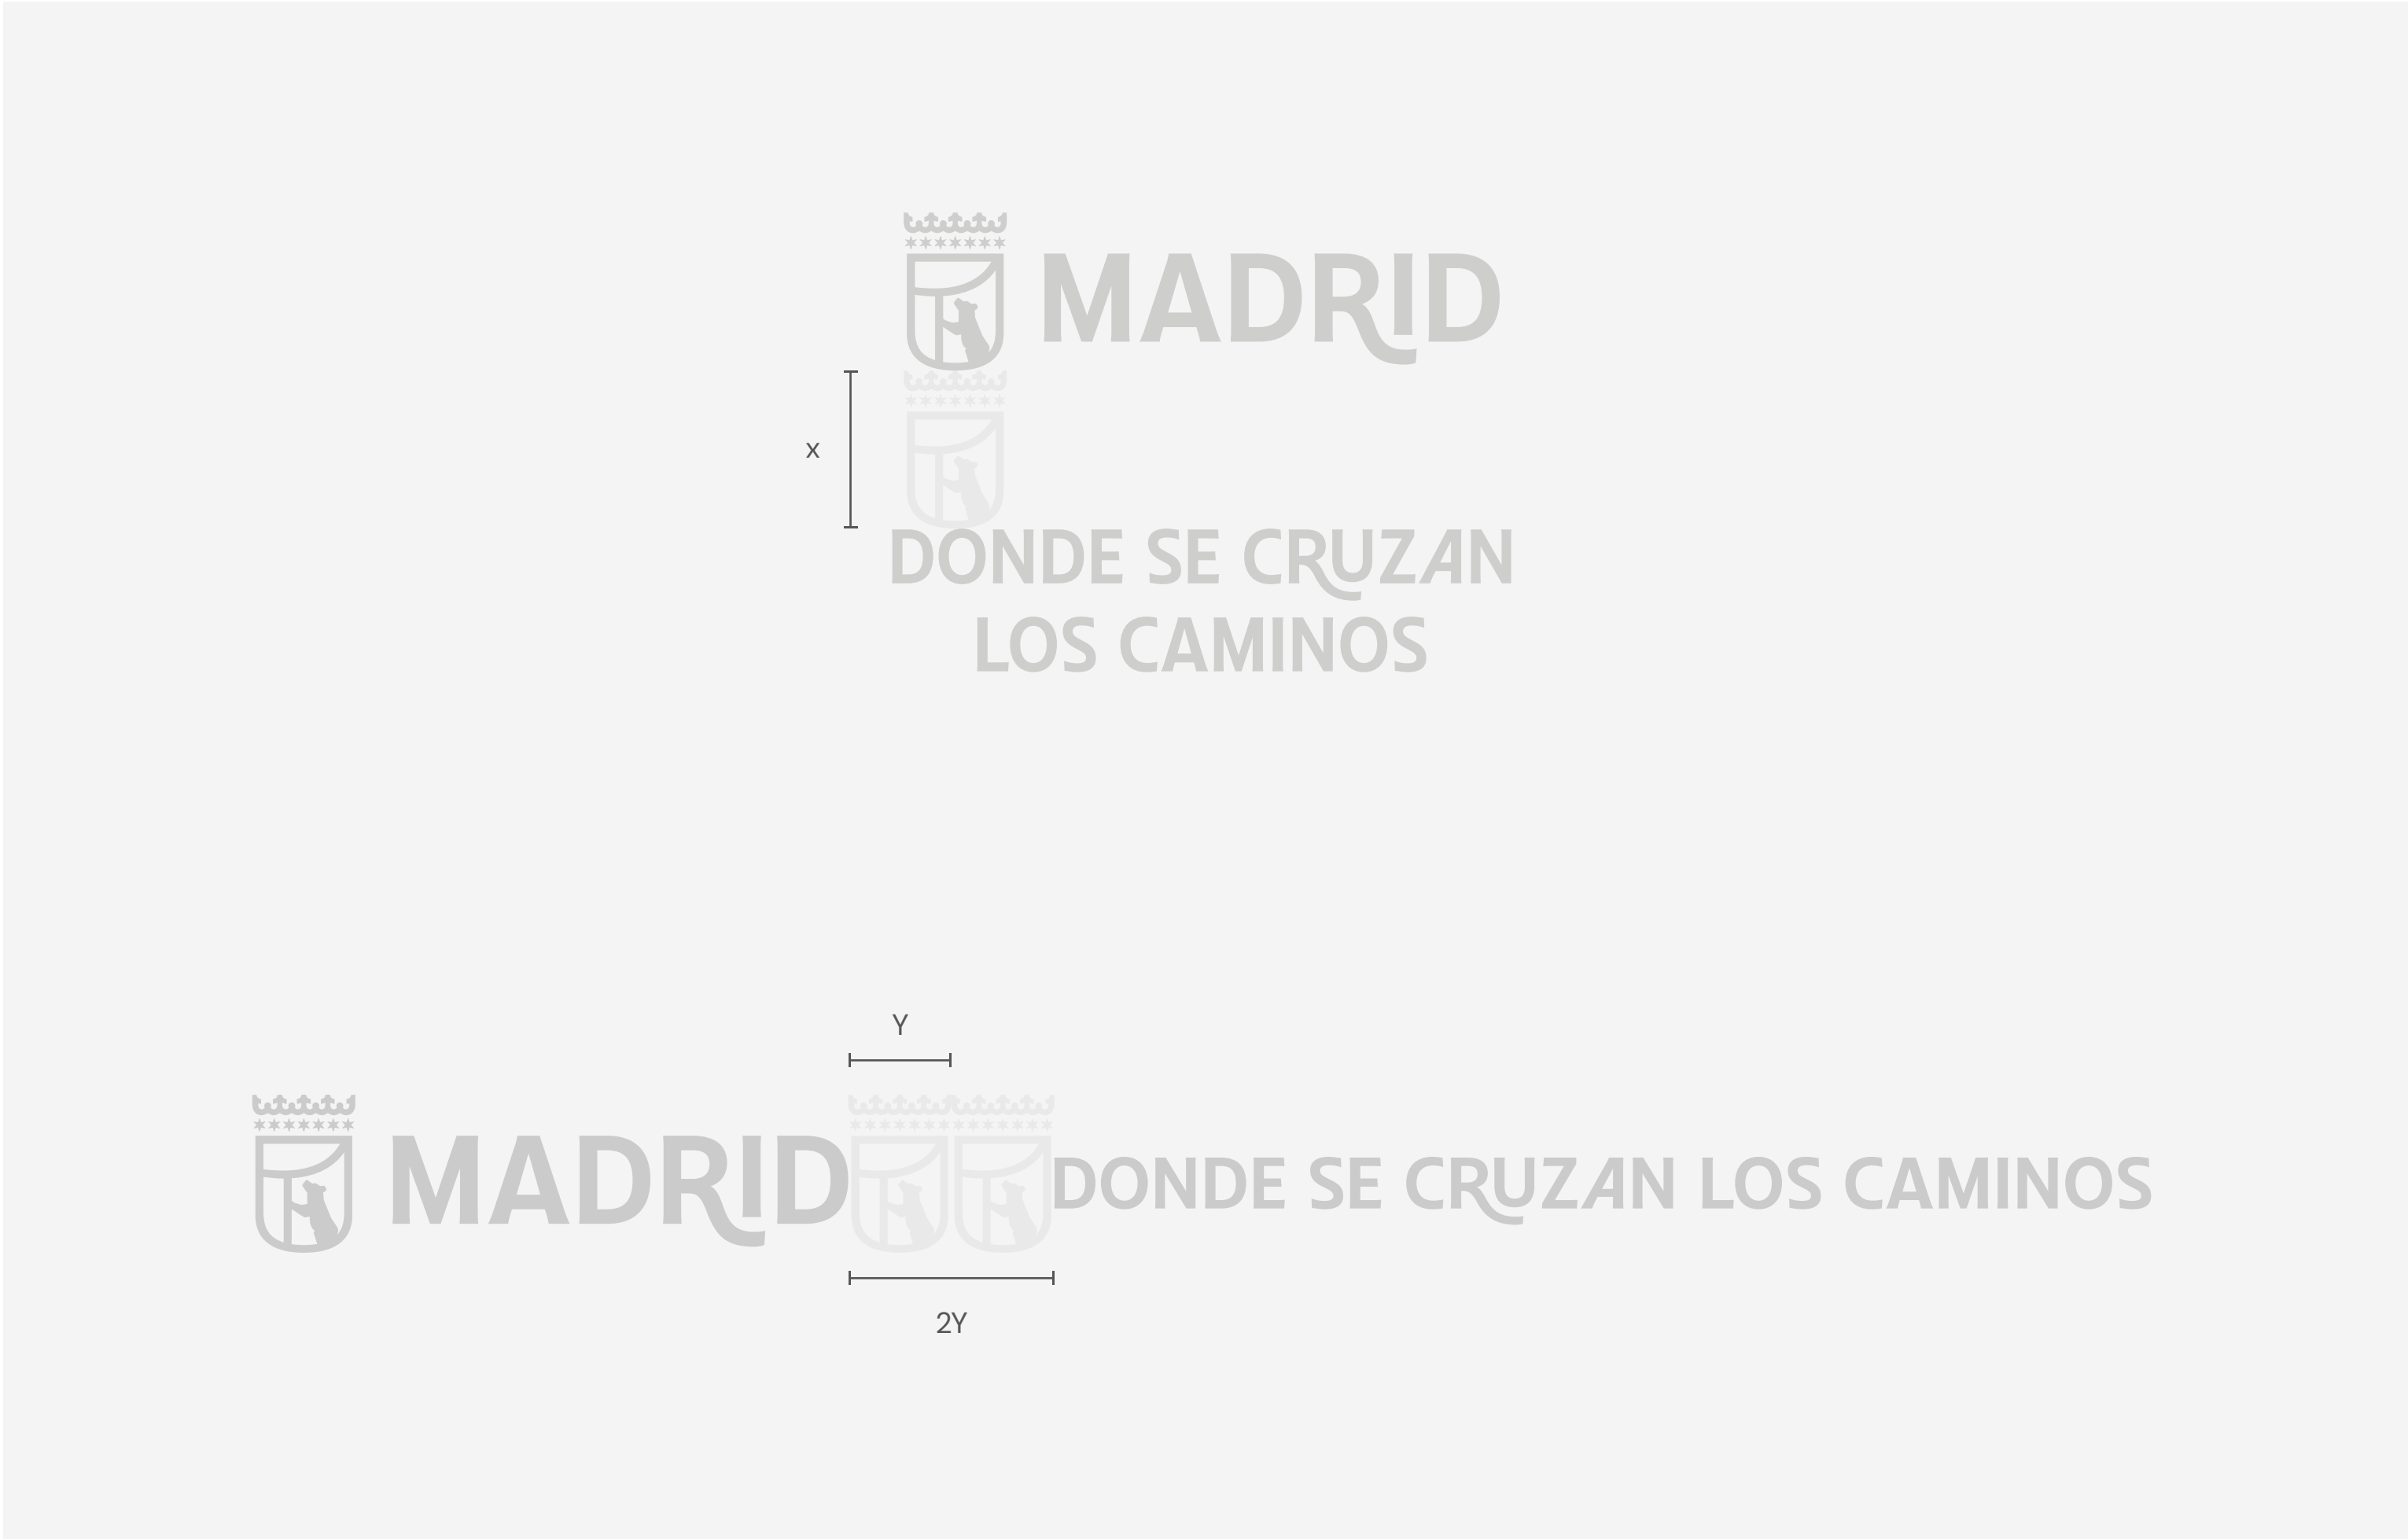 MADRID
x
DONDE SE CRUZAN
LOS CAMINOS
Y
MADRID DONDE SE CRUZAN LOS CAMINOS
2Y